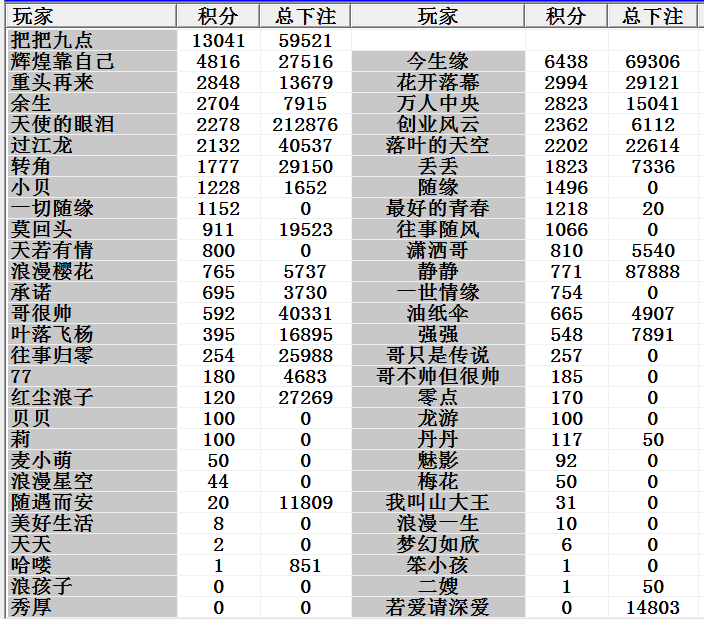 玩家 积分 总下注 玩家 积分 总下注
把把九点 13041 59521
辉煌靠自己 4816 27516 今生缘 6438 69306
重头再来 2848 13679 花开落幕 2994 29121
余生 2704 7915 万人中央 2823 15041
天使的眼泪 2278 212876 创业风云 2362 6112
过江龙 2132 40537 落叶的天空 2202 22614
转角 1777 29150 丢丢 1823 7336
小贝 1228 1652 随缘 1496 0
一切随缘 1152 0 最好的青春 1218 20
莫回头 911 19523 往事随风 1066 0
天若有情 800 0 潇洒哥 810 5540
浪漫樱花 765 5737 静静 771 87888
承诺 695 3730 一世情缘 754 0
哥很帅 592 40331 油纸伞 665 4907
叶落飞杨 395 16895 强强 548 7891
往事归零 254 25988 哥只是传说 257 0
77 180 4683 哥不帅但很帅 185 0
红尘浪子 120 27269 零点 170 0
贝贝 100 0 龙游 100 0
莉 100 0 丹丹 117 50
麦小萌 50 0 魅影 92 0
浪漫星空 44 0 梅花 50 0
随遇而安 20 11809 我叫山大王 31 0
美好生活 8 0 浪漫一生 10 0
天天 2 0 梦幻如欣 6 0
哈喽 1 851 笨小孩 1 0
浪孩子 0 0 二嫂 1 50
秀厚 0 0 若爱请深爱 0 14803